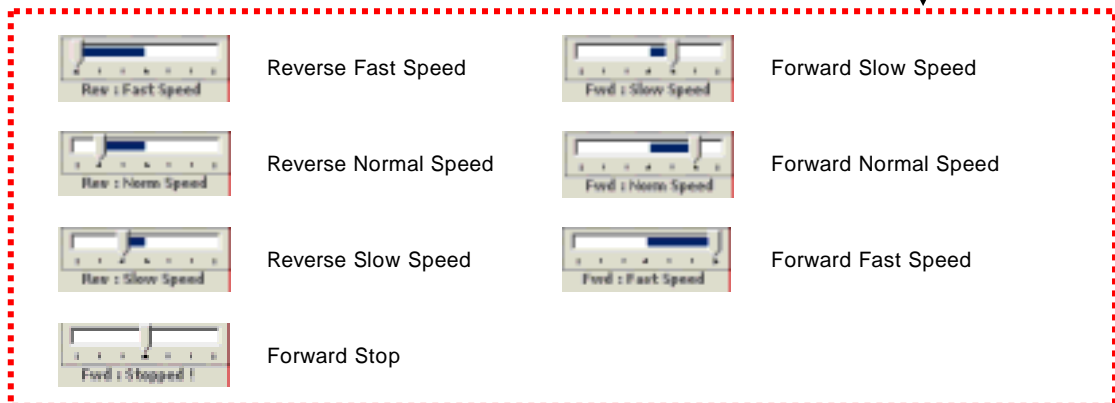 Rev : Fast Speed
Reverse Fast Speed
Rev : Norm Speed
Reverse Normal Speed
Rev : Slow Speed
Reverse Slow Speed
Fwd : Stopped !
Forward Stop
Fwd : Slow Speed
Forward Slow Speed
Fwd : Norm Speed
Forward Normal Speed
Fwd : Fast Speed
Forward Fast Speed